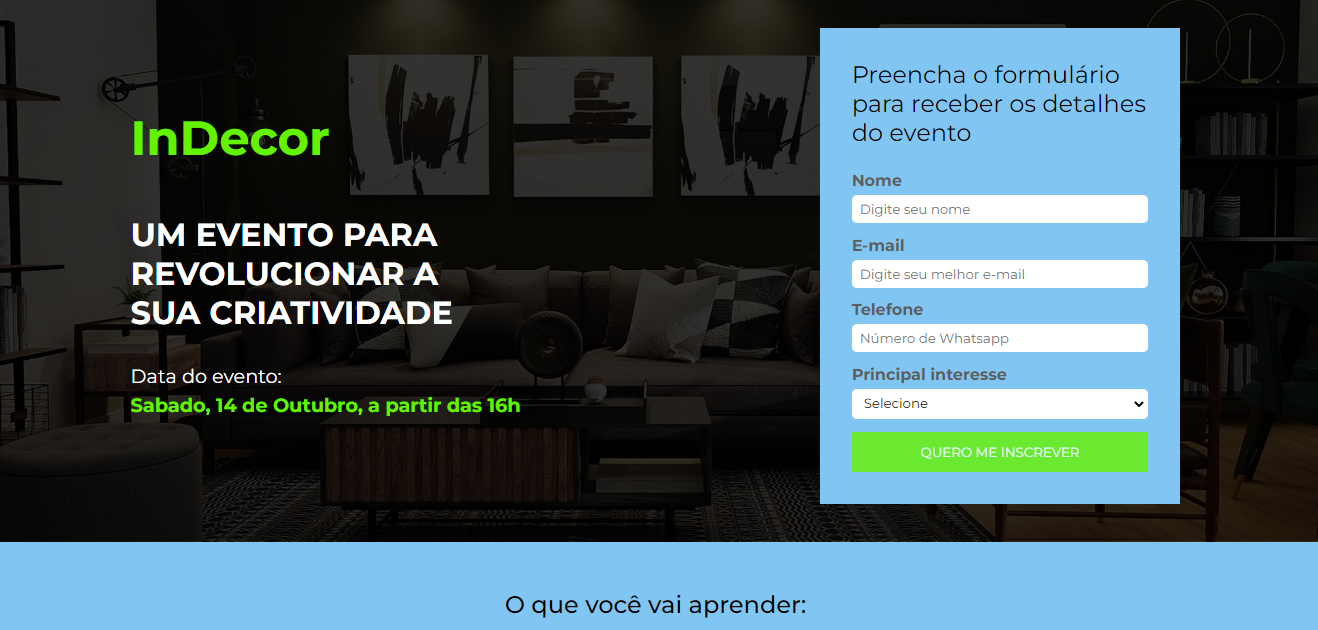 InDecor
UM EVENTO PARA
REVOLUCIONAR A
SUA CRIATIVIDADE
Data do evento:
Sabado, 14 de Outubro, a partir das 16h
Preencha o formulário
para receber os detalhes
do evento
Nome
Digite seu nome
E-mail
Digite seu melhor e-mail
Telefone
Número de Whatsapp
Principal interesse
Selecione
QUERO ME INSCREVER
O que você vai aprender: